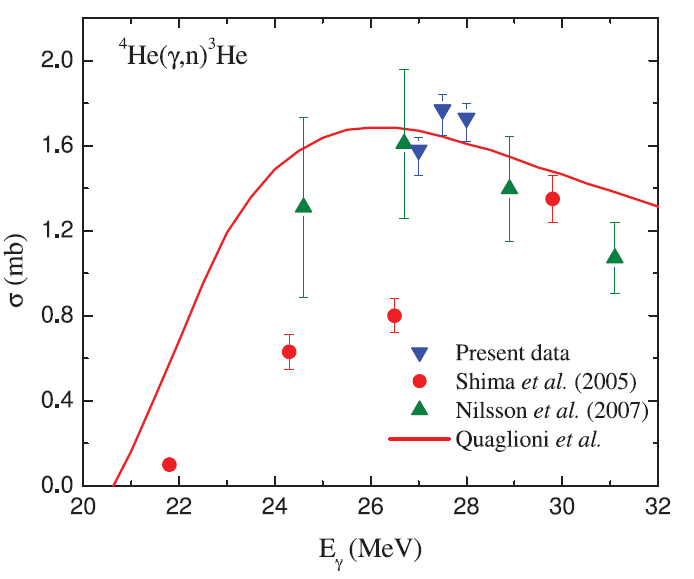 ⁴He(γ,n)³He
2.0
1.6
1.2
0.8
0.4
0.0
σ (mb)
Present data
Shima et al. (2005)
Nilsson et al. (2007)
Quaglioni et al.
20 22 24 26 28 30 32
Eᵧ (MeV)